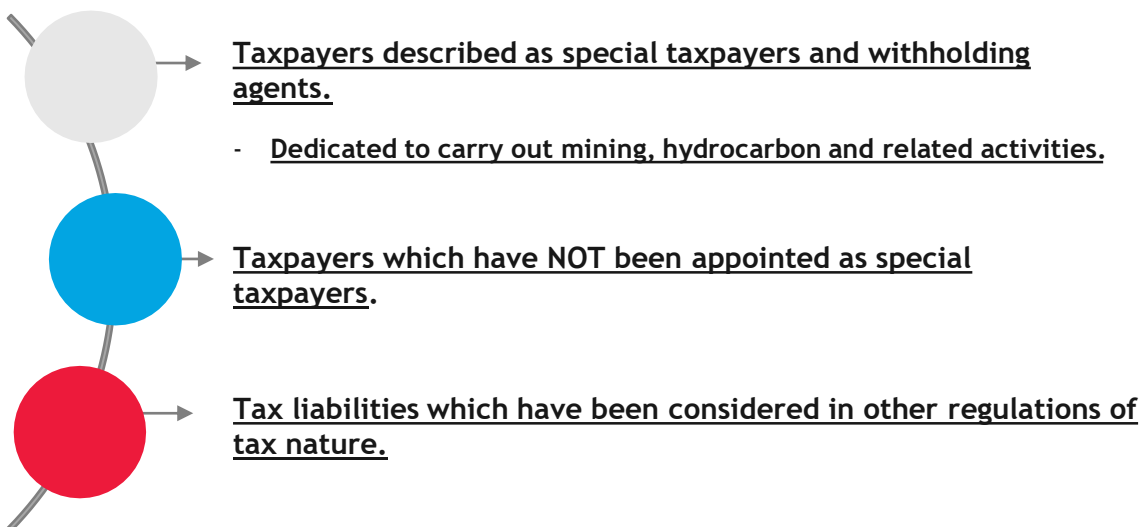 Taxpayers described as special taxpayers and withholding
agents.
- Dedicated to carry out mining, hydrocarbon and related activities.
Taxpayers which have NOT been appointed as special
taxpayers.
Tax liabilities which have been considered in other regulations of
tax nature.